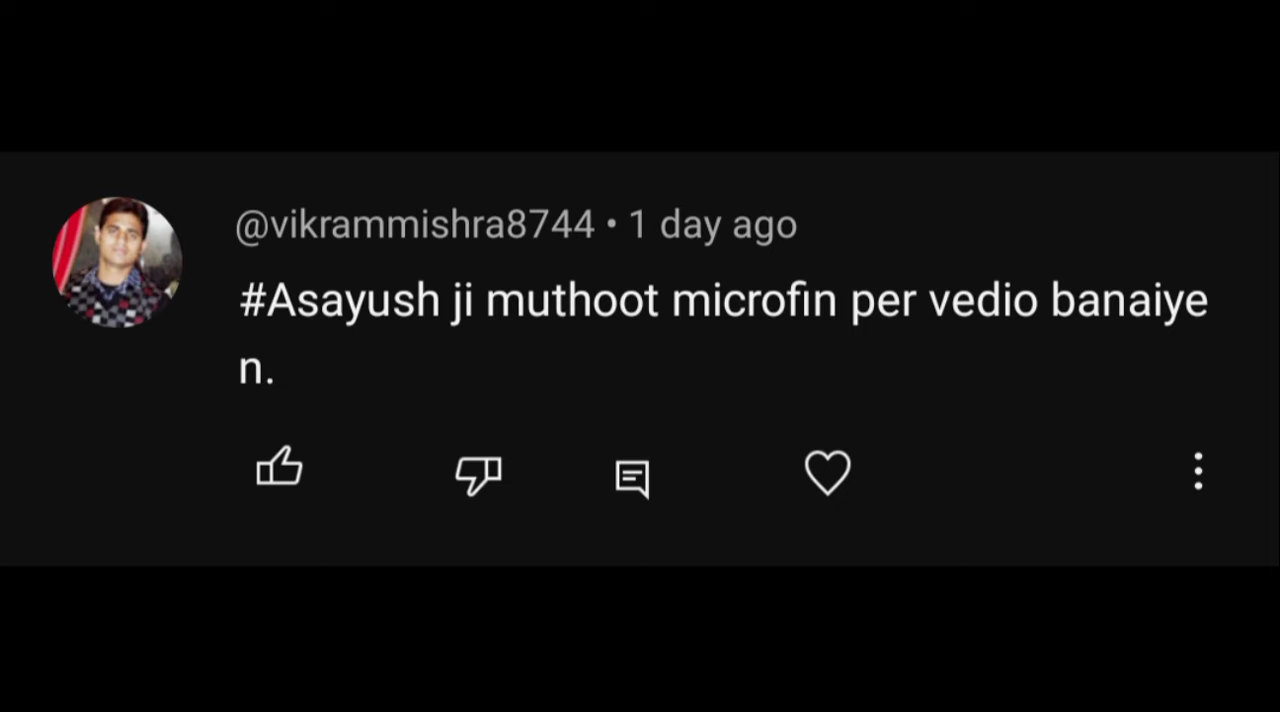 @vikrammishra8744 • 1 day ago
#Asayush ji muthoot microfin per vedio banaiye
n.